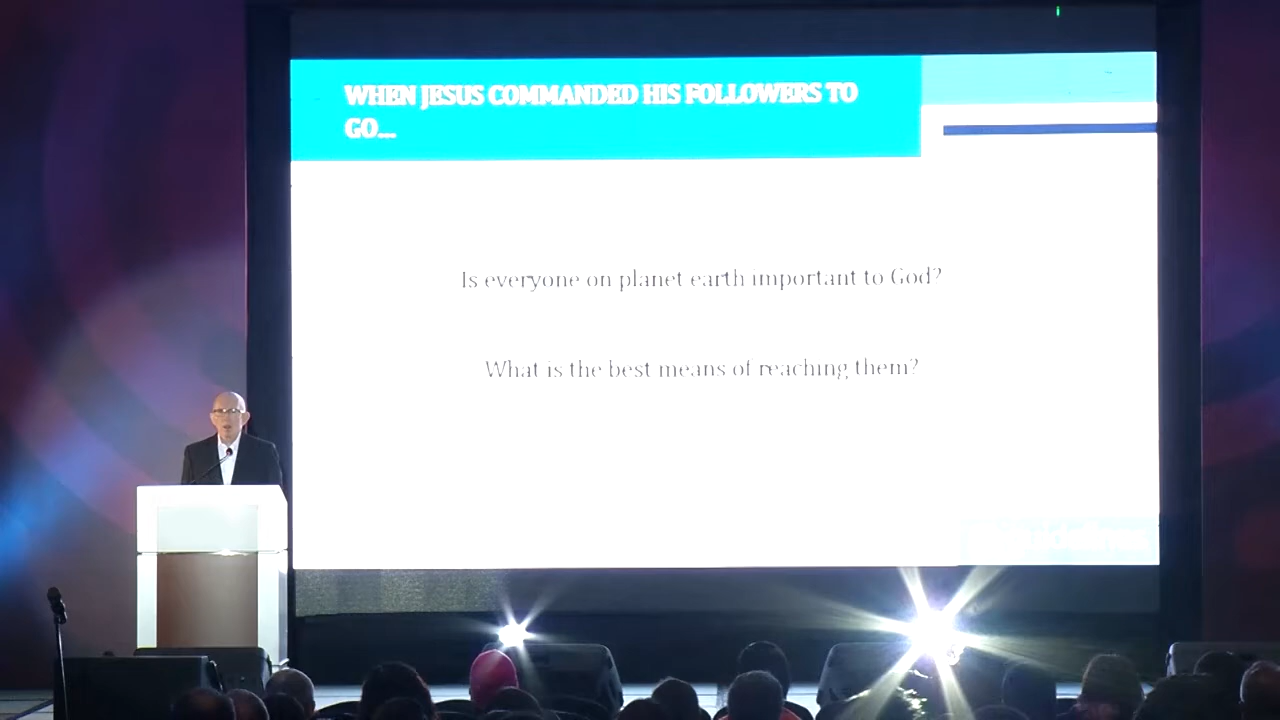 WHEN JESUS COMMANDED HIS FOLLOWERS TO
GO...
Is everyone on planet earth important to God?
What is the best means of reaching them?